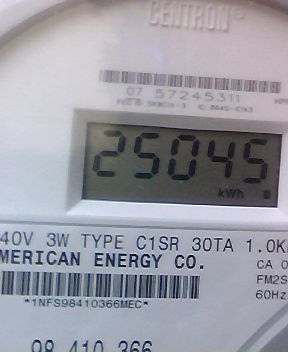 CENTRON
07 57245311
25045
kWh
40V 3W TYPE C1SR 30TA 1.0K
MERICAN ENERGY CO.
CA 0
FM2S
60Hz
*1NFS98410366MEC*
98 410 366